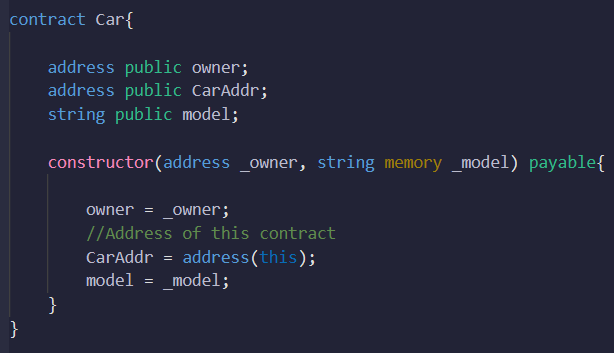 contract Car{
address public owner;
address public CarAddr;
string public model;
constructor(address _owner, string memory _model) payable{
owner = _owner;
//Address of this contract
CarAddr = address(this);
model = _model;
}
}